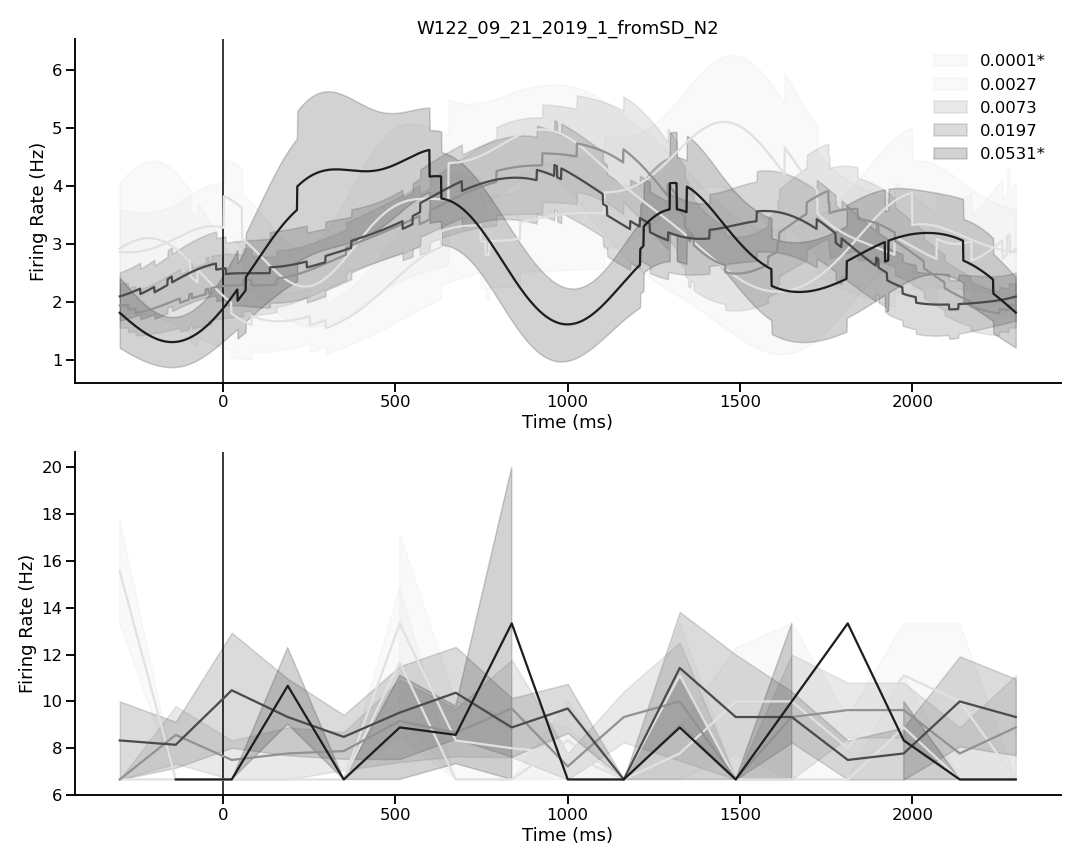 W122_09_21_2019_1_fromSD_N2
0.0001*
0.0027
0.0073
0.0197
0.0531*
Firing Rate (Hz)
6
5
4
3
2
1
0 500 1000 1500 2000
Time (ms)
Firing Rate (Hz)
20
18
16
14
12
10
8
6
0 500 1000 1500 2000
Time (ms)